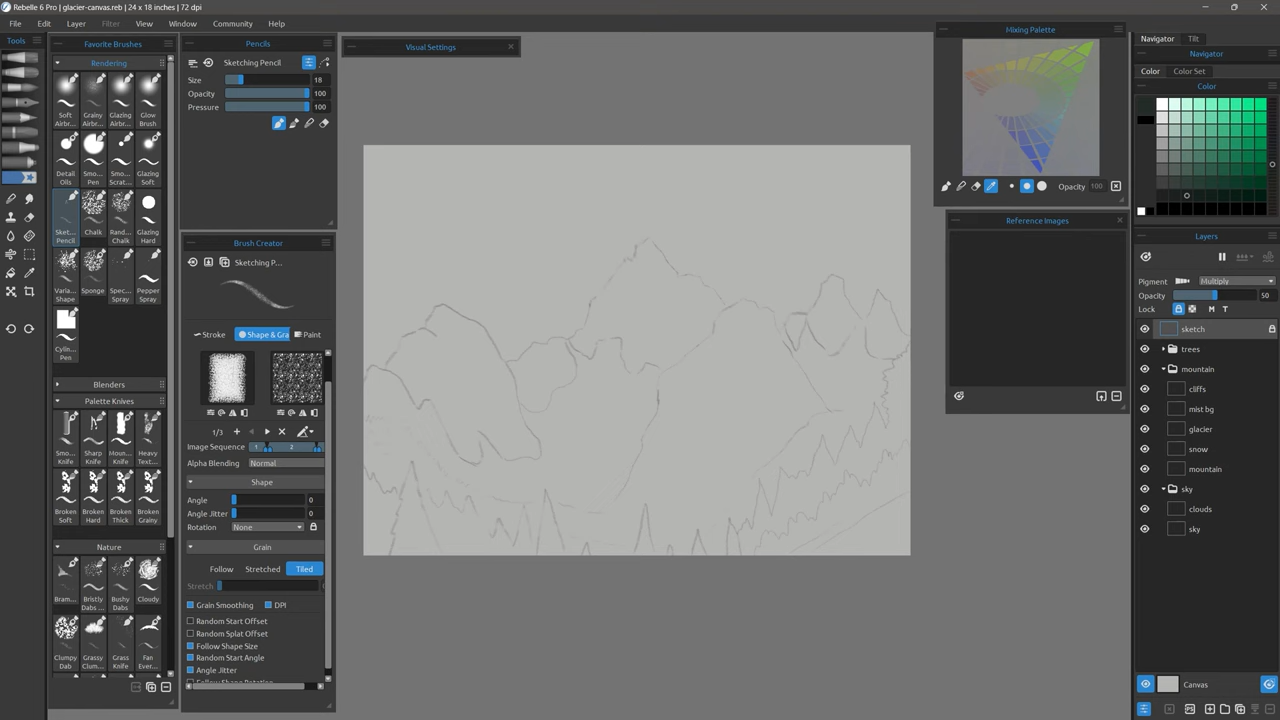 Rebelle 6 Pro | glacier-canvas.reb | 24 x 18 inches | 72 dpi
File Edit Layer Filter View Window Community Help
Tools
Favorite Brushes
Rendering
Soft Airbr... Grainy Airbr... Glazing Airbr... Glow Brush
Detail Oils Smo... Pen Smo... Scrat... Glazing Soft
Sket... Pencil Chalk Rand... Chalk Glazing Hard
Varia... Shape Sponge Spec... Spray Pepper Spray
Cylin... Pen
Blenders
Palette Knives
Smo... Knife Sharp Knife Moun... Knife Heavy Text...
Broken Soft Broken Hard Broken Thick Broken Grainy
Nature
Bram... Bristly Dabs ... Bushy Dabs Cloudy
Clumpy Dab Grassy Clum... Grass Knife Fan Ever...
Pencils
Sketching Pencil
Size 18
Opacity 100
Pressure 100
Brush Creator
Sketching P...
Stroke Shape & Gra Paint
1/3
Image Sequence 1 2
Alpha Blending Normal
Shape
Angle 0
Angle Jitter 0
Rotation None
Grain
Follow Stretched Tiled
Stretch
Grain Smoothing DPI
Random Start Offset
Random Splat Offset
Follow Shape Size
Random Start Angle
Angle Jitter
Follow Shape Rotation
Visual Settings
Mixing Palette
Opacity 100
Reference Images
Navigator Tilt
Navigator
Color Color Set
Color
Layers
Pigment Multiply
Opacity 50
Lock M T
sketch
trees
mountain
cliffs
mist bg
glacier
snow
mountain
sky
clouds
sky
Canvas
PS